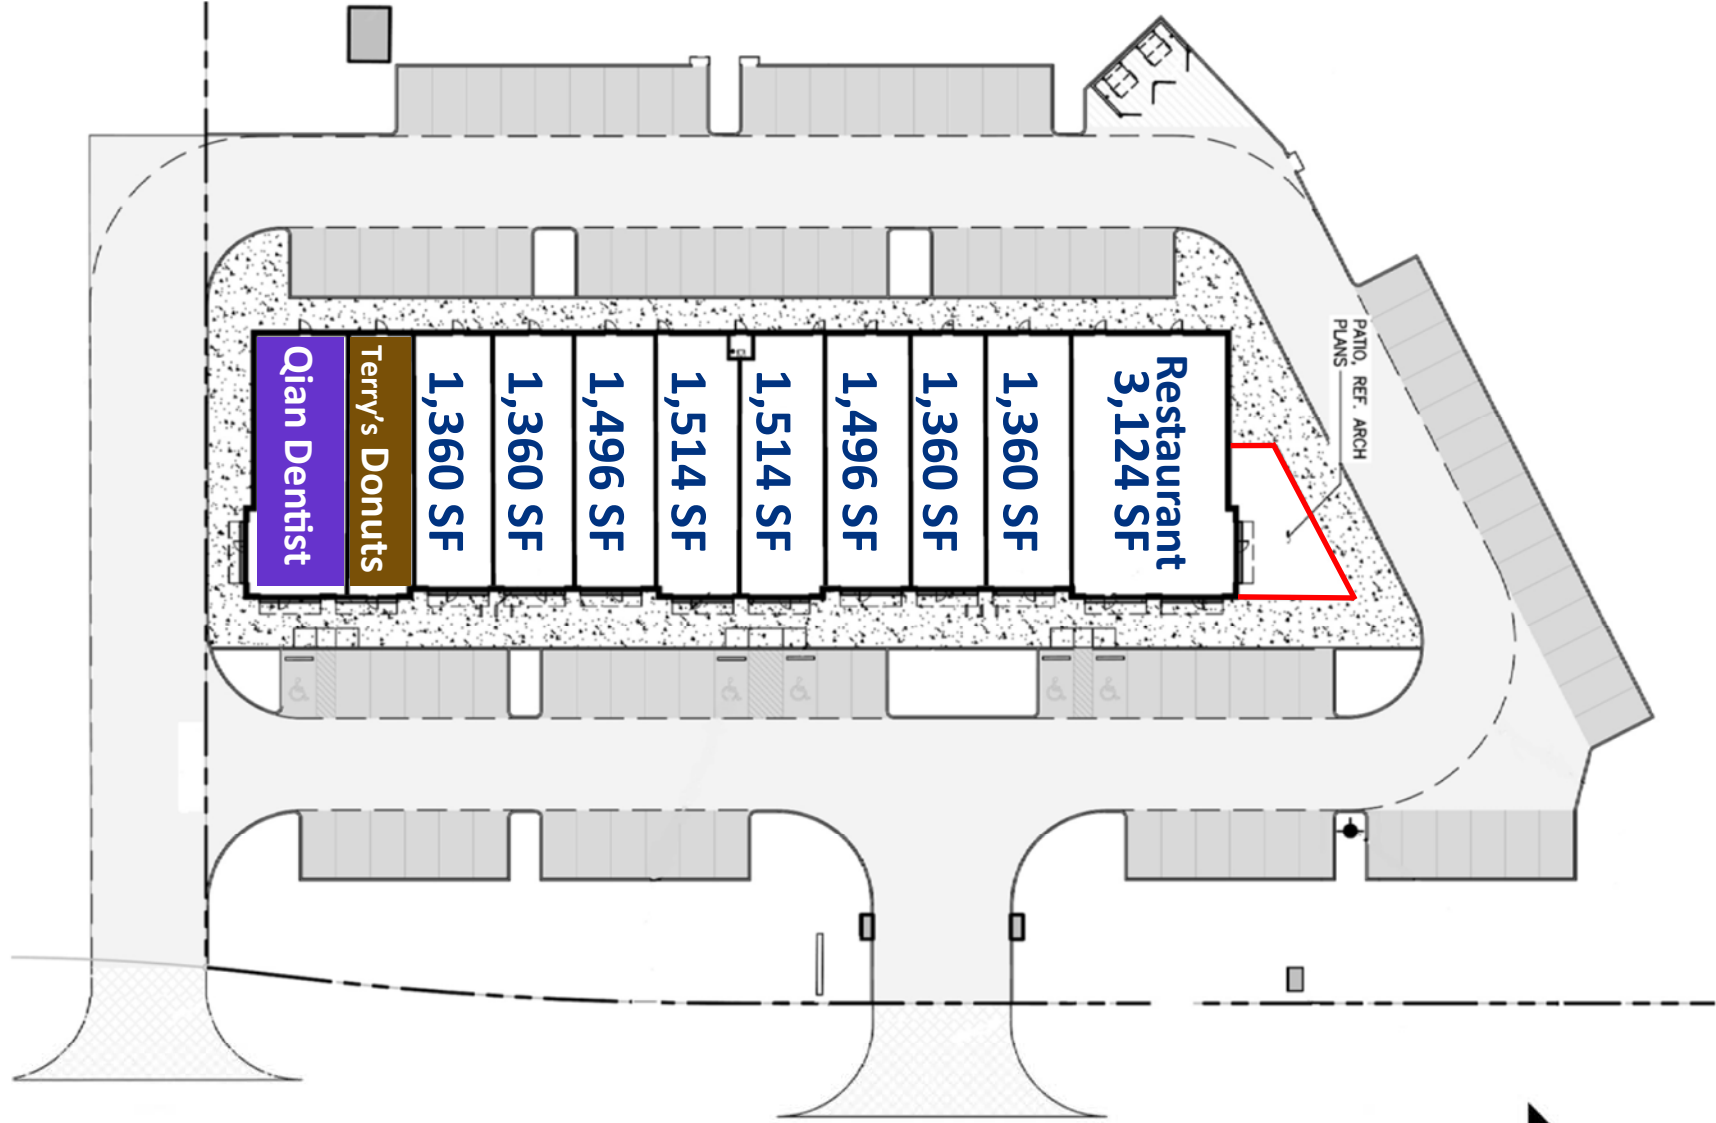 Qian Dentist
Terry's Donuts
1,360 SF
1,360 SF
1,496 SF
1,514 SF
1,514 SF
1,496 SF
1,360 SF
1,360 SF
Restaurant
3,124 SF
PATIO, REF. ARCH
PLANS